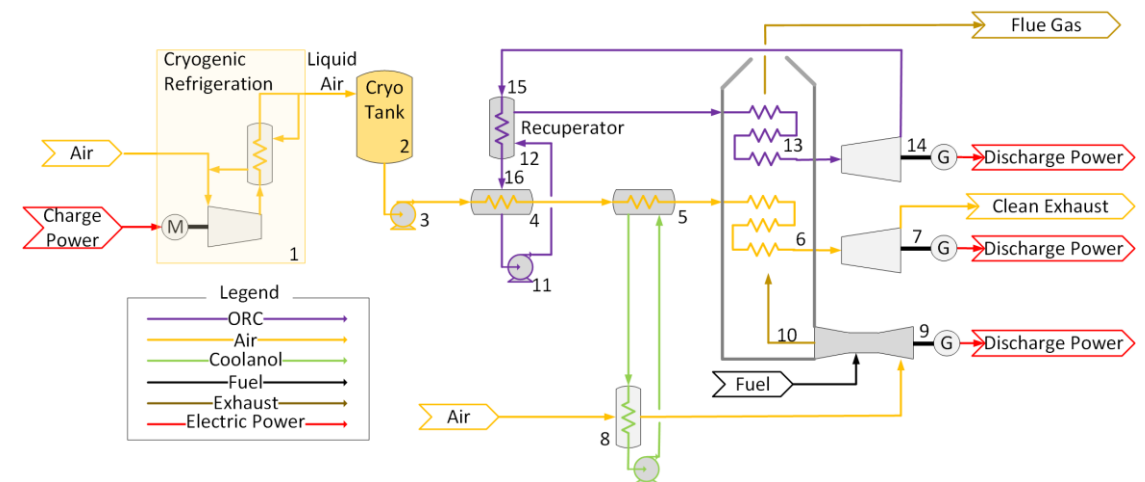 Flue Gas
Cryogenic
Refrigeration
Liquid
Air
Cryo
Tank
2
15
Recuperator
12
16
13
14
G
Discharge Power
Air
Charge
Power
M
1
3
4
5
6
7
G
Clean Exhaust
Discharge Power
11
10
9
G
Discharge Power
Fuel
Air
8
Legend
ORC
Air
Coolanol
Fuel
Exhaust
Electric Power